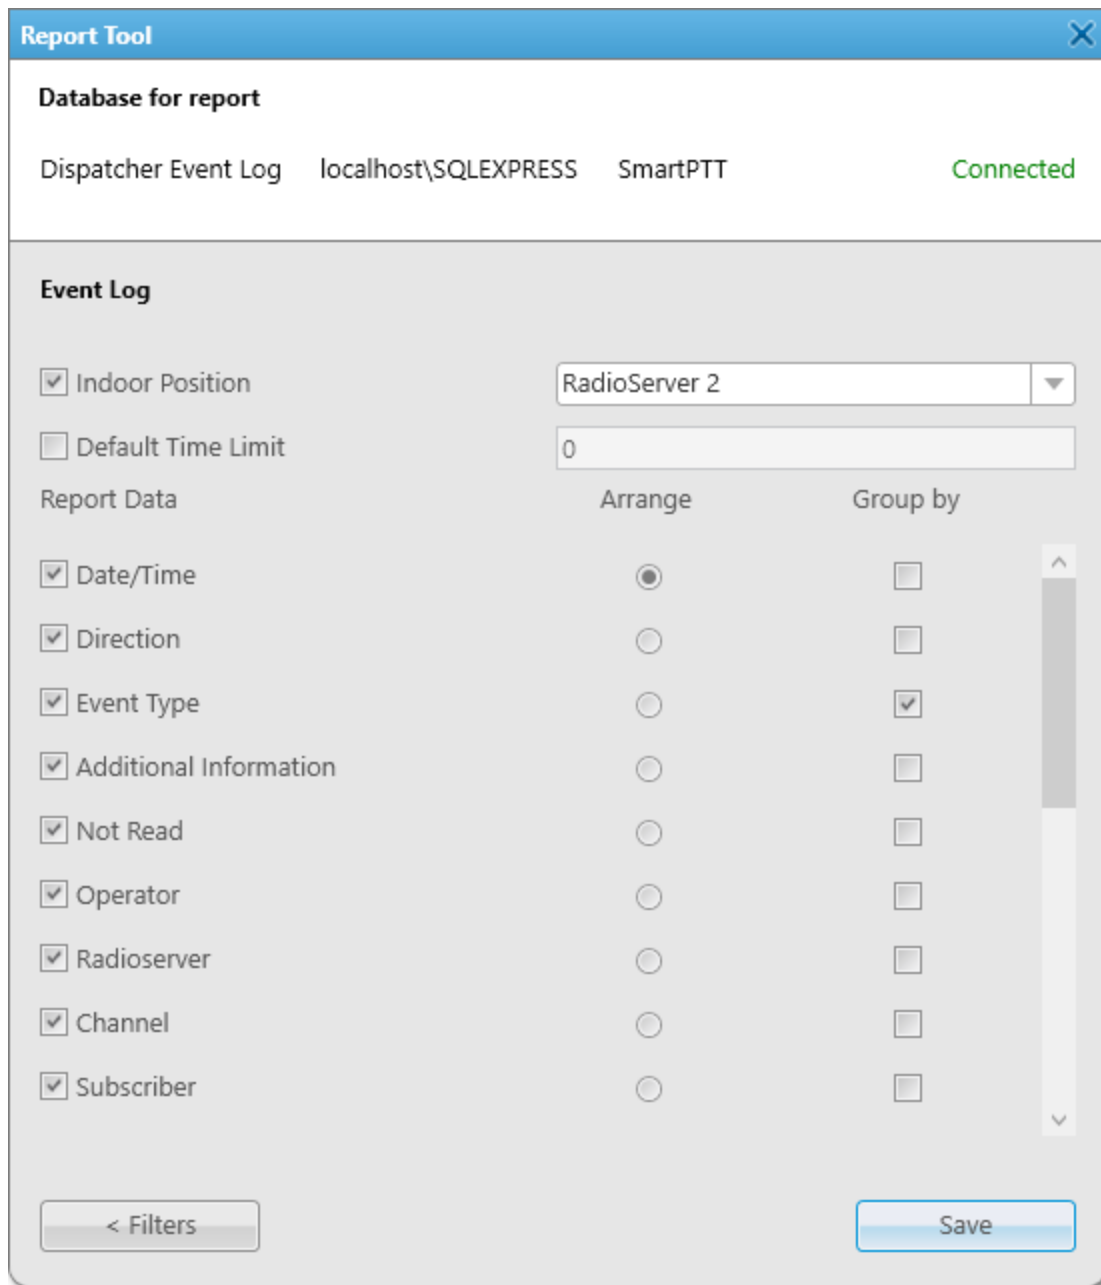 Report Tool
Database for report
Dispatcher Event Log localhost\SQLEXPRESS SmartPTT Connected
Event Log
Indoor Position RadioServer 2
Default Time Limit 0
Report Data Arrange Group by
Date/Time
Direction
Event Type
Additional Information
Not Read
Operator
Radioserver
Channel
Subscriber
< Filters Save